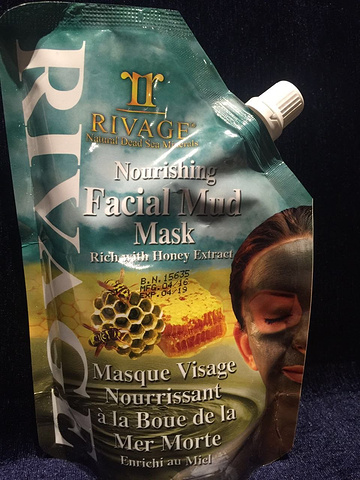 RIVAGE
RIVAGE
Natural Dead Sea Minerals
Nourishing
Facial Mud
Mask
Rich with Honey Extract
B.N. 15635
MFG.04/16
EXP.04/19
Masque Visage
Nourrissant
à la Boue de la
Mer Morte
Enrichi au Miel